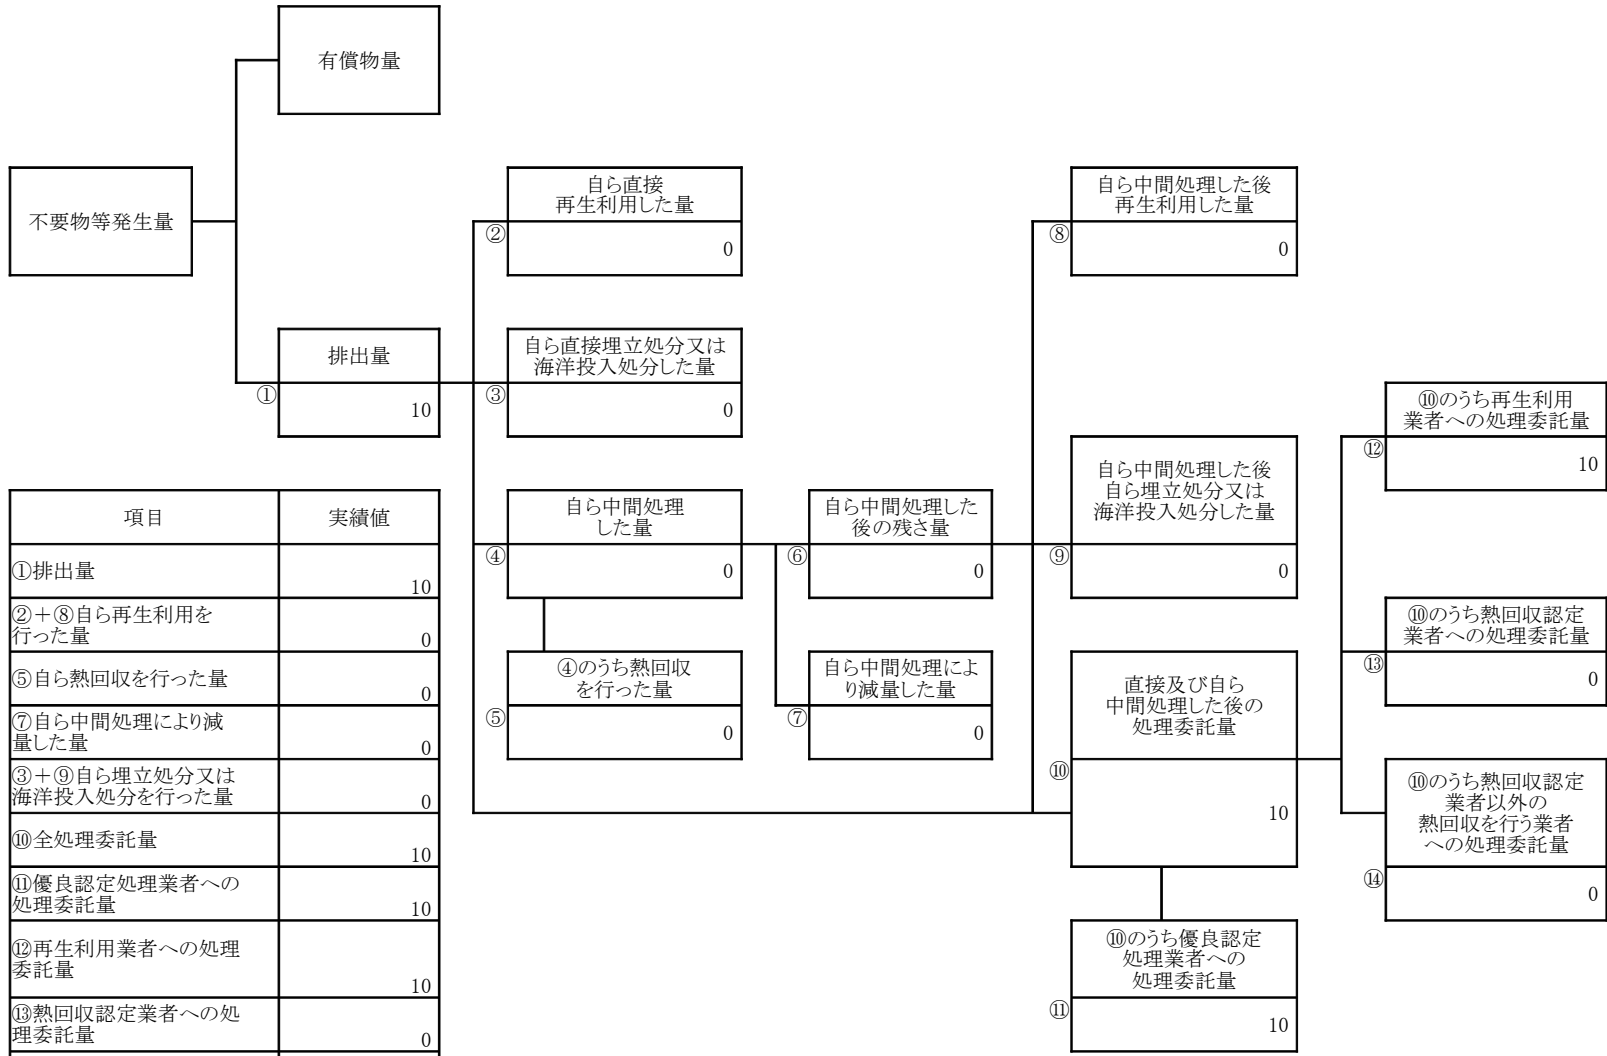 有償物量
不要物等発生量
自ら直接
再生利用した量
②
0
自ら中間処理した後
再生利用した量
⑧
0
排出量
①
10
自ら直接埋立処分又は
海洋投入処分した量
③
0
⑩のうち再生利用
業者への処理委託量
⑫
10
自ら中間処理
した量
④
0
自ら中間処理した
後の残さ量
⑥
0
自ら中間処理した後
自ら埋立処分又は
海洋投入処分した量
⑨
0
⑩のうち熱回収認定
業者への処理委託量
⑬
0
④のうち熱回収
を行った量
⑤
0
自ら中間処理によ
り減量した量
⑦
0
直接及び自ら
中間処理した後の
処理委託量
⑩
10
⑩のうち熱回収認定
業者以外の
熱回収を行う業者
への処理委託量
⑭
0
⑩のうち優良認定
処理業者への
処理委託量
⑪
10
項目 実績値
①排出量 10
②+⑧自ら再生利用を
行った量 0
⑤自ら熱回収を行った量 0
⑦自ら中間処理により減
量した量 0
③+⑨自ら埋立処分又は
海洋投入処分を行った量 0
⑩全処理委託量 10
⑪優良認定処理業者への
処理委託量 10
⑫再生利用業者への処理
委託量 10
⑬熱回収認定業者への処
理委託量 0